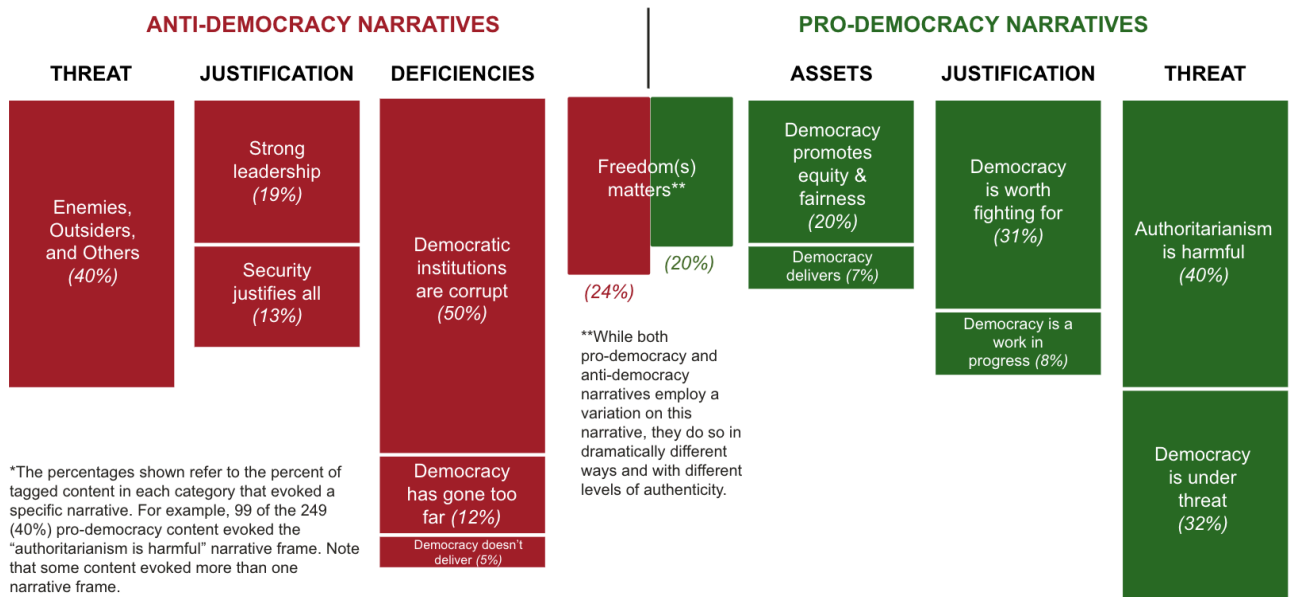 ANTI-DEMOCRACY NARRATIVES
THREAT
JUSTIFICATION
DEFICIENCIES
Enemies,
Outsiders,
and Others
(40%)
Strong
leadership
(19%)
Security
justifies all
(13%)
Democratic
institutions
are corrupt
(50%)
Democracy
has gone too
far (12%)
Democracy doesn't
deliver (5%)
Freedom(s)
matters**
(24%)
(20%)
**While both
pro-democracy and
anti-democracy
narratives employ a
variation on this
narrative, they do so in
dramatically different
ways and with different
levels of authenticity.
PRO-DEMOCRACY NARRATIVES
ASSETS
JUSTIFICATION
THREAT
Democracy
promotes
equity &
fairness
(20%)
Democracy
delivers (7%)
Democracy
is worth
fighting for
(31%)
Democracy is a
work in
progress (8%)
Authoritarianism
is harmful
(40%)
Democracy
is under
threat
(32%)
*The percentages shown refer to the percent of
tagged content in each category that evoked a
specific narrative. For example, 99 of the 249
(40%) pro-democracy content evoked the
“authoritarianism is harmful” narrative frame. Note
that some content evoked more than one
narrative frame.